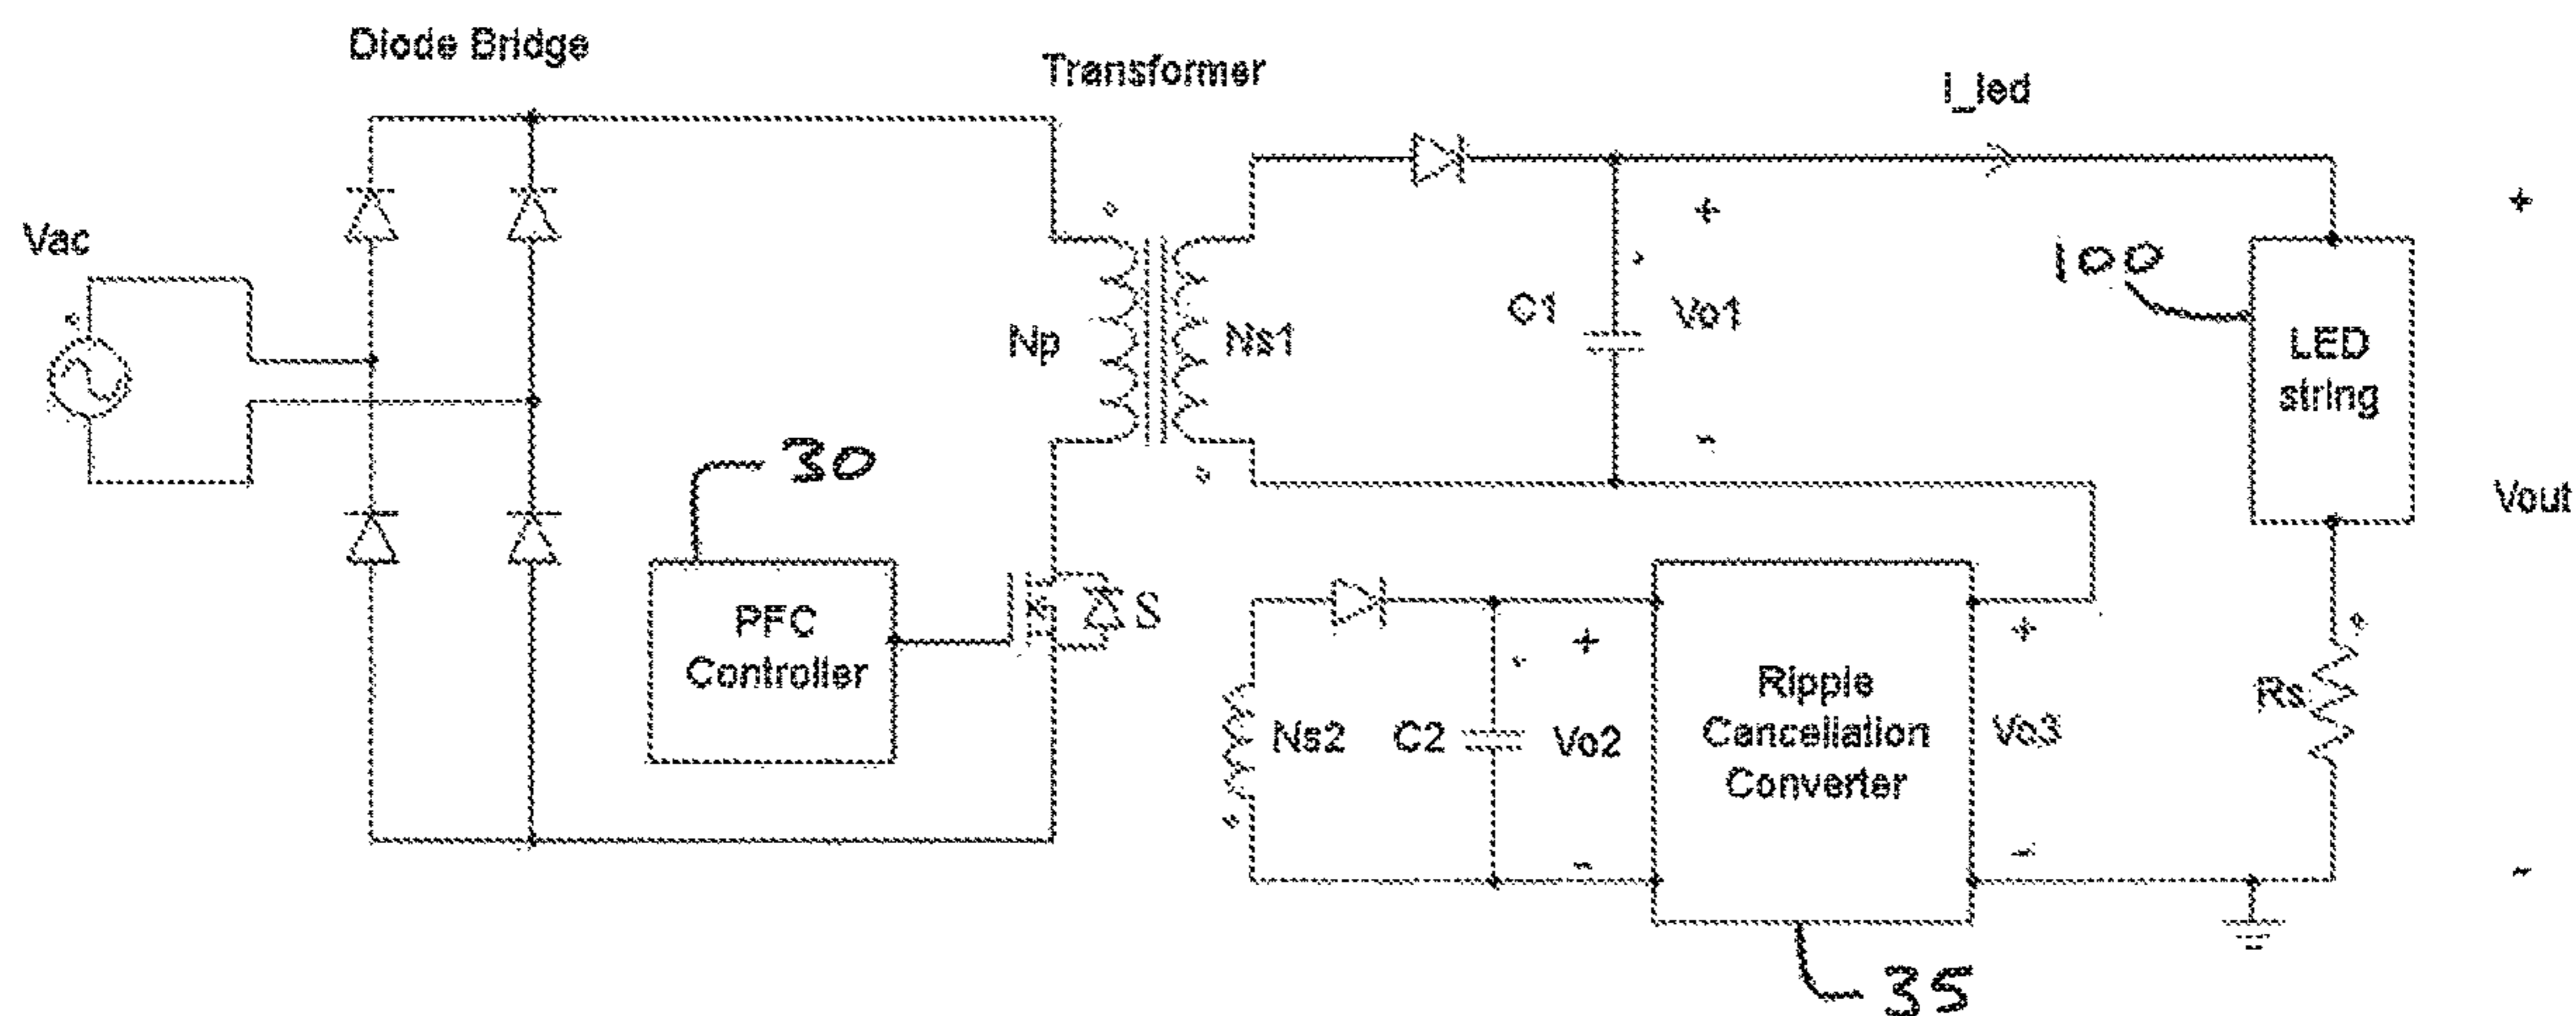 Diode Bridge
Transformer
i_led
Vac
+
+
100
C1
Vo1
Np
Ns1
LED
string
-
30
Vout
PFC
Controller
S
+
+
Ripple
Cancellation
Converter
Rs
Ns2
C2
Vo2
Vo3
-
-
-
35